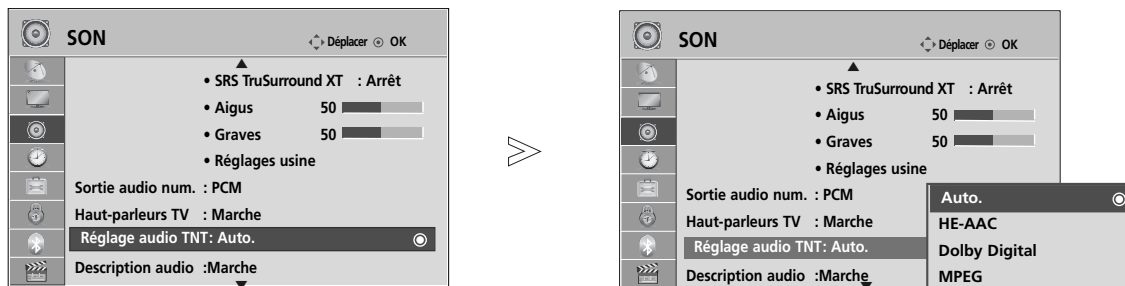 SON
Déplacer OK
• SRS TruSurround XT : Arrêt
• Aigus 50
• Graves 50
• Réglages usine
Sortie audio num. : PCM
Haut-parleurs TV : Marche
Réglage audio TNT: Auto.
Description audio :Marche
>
SON
Déplacer OK
• SRS TruSurround XT : Arrêt
• Aigus 50
• Graves 50
• Réglages usine
Sortie audio num. : PCM
Haut-parleurs TV : Marche
Réglage audio TNT: Auto.
Description audio :Marche
Auto.
HE-AAC
Dolby Digital
MPEG